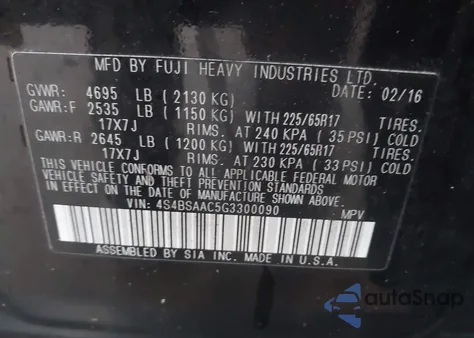 MFD BY FUJI HEAVY INDUSTRIES LTD.
GVWR: 4695 LB (2130 KG) DATE: 02/16
GAWR:F 2535 LB (1150 KG) WITH 225/65R17 TIRES.
17X7J RIMS. AT 240 KPA (35 PSI) COLD
GAWR:R 2645 LB (1200 KG) WITH 225/65R17 TIRES.
17X7J RIMS. AT 230 KPA (33 PSI) COLD
THIS VEHICLE CONFORMS TO ALL APPLICABLE FEDERAL MOTOR
VEHICLE SAFETY AND THEFT PREVENTION STANDARDS
IN EFFECT ON THE DATE OF MANUFACTURE SHOWN ABOVE.
VIN: 4S4BSAAC5G3300090 MPV
ASSEMBLED BY SIA INC. MADE IN U.S.A.
autoSnap